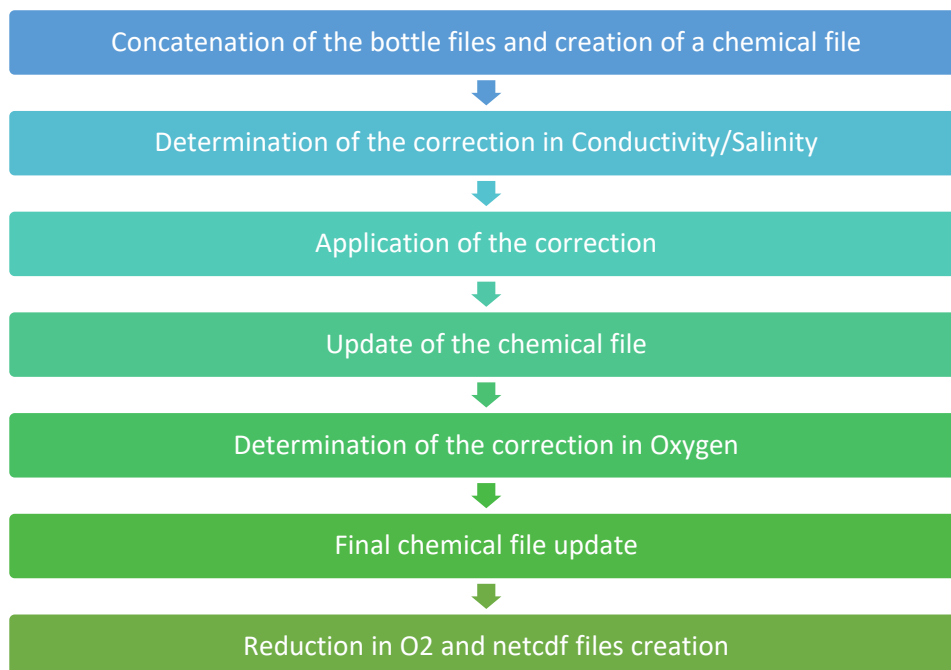 Concatenation of the bottle files and creation of a chemical file
Determination of the correction in Conductivity/Salinity
Application of the correction
Update of the chemical file
Determination of the correction in Oxygen
Final chemical file update
Reduction in O2 and netcdf files creation